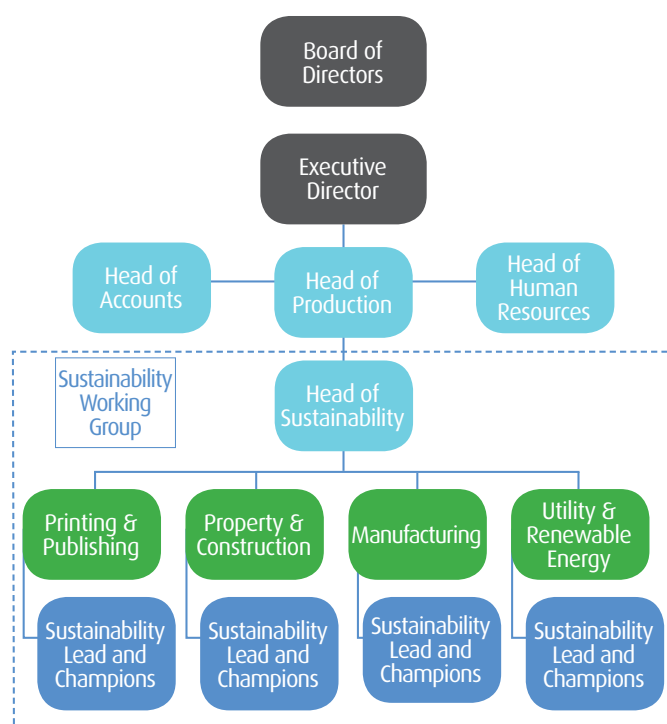 Board of
Directors
Executive
Director
Head of
Accounts
Head of
Production
Head of
Human
Resources
Sustainability
Working
Group
Head of
Sustainability
Printing &
Publishing
Property &
Construction
Manufacturing
Utility &
Renewable
Energy
Sustainability
Lead and
Champions
Sustainability
Lead and
Champions
Sustainability
Lead and
Champions
Sustainability
Lead and
Champions